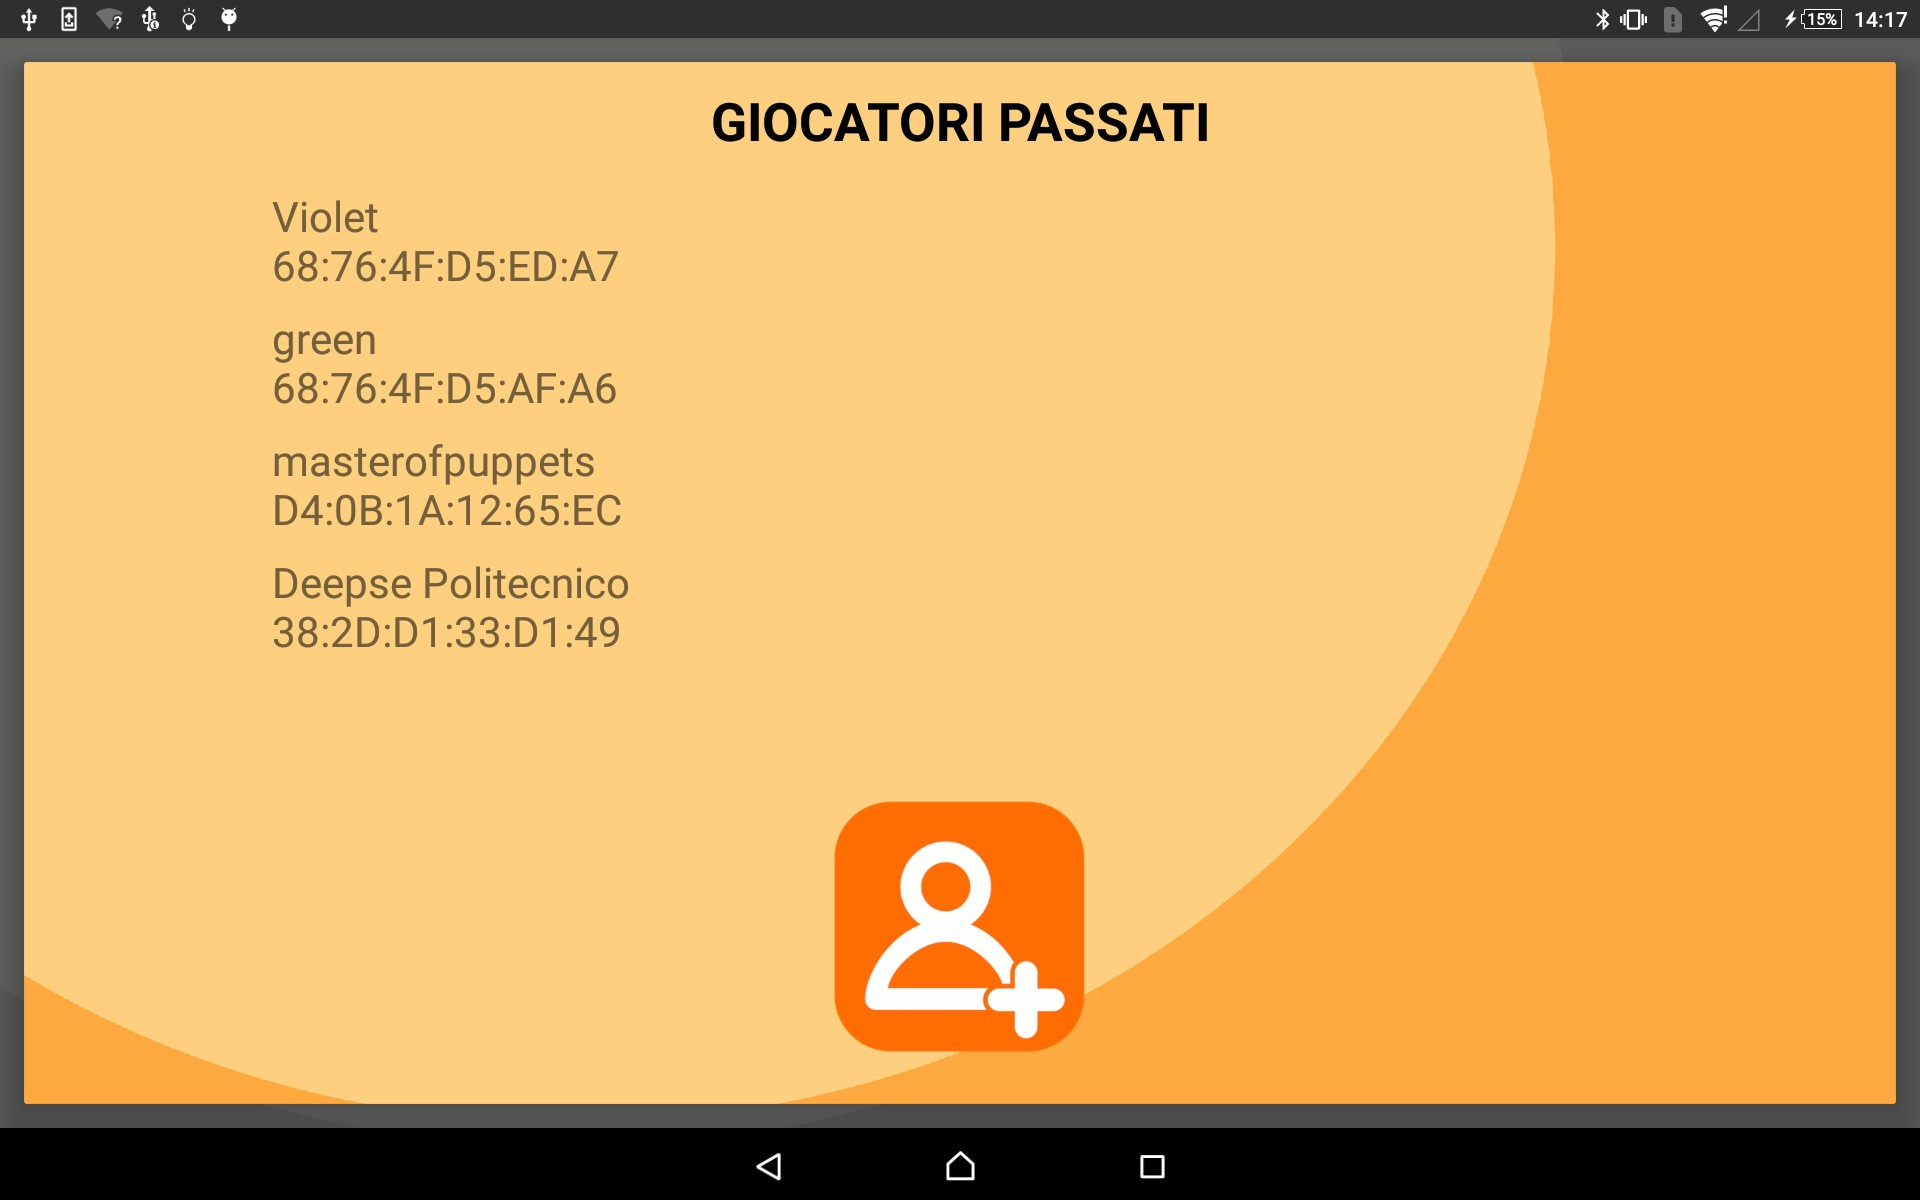 15% 14:17
GIOCATORI PASSATI
Violet
68:76:4F:D5:ED:A7
green
68:76:4F:D5:AF:A6
masterofpuppets
D4:0B:1A:12:65:EC
Deepse Politecnico
38:2D:D1:33:D1:49